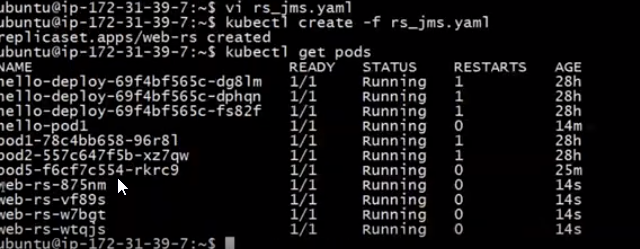 ubuntu@ip-172-31-39-7:~$ vi rs_jms.yaml
ubuntu@ip-172-31-39-7:~$ kubectl create -f rs_jms.yaml
replicaset.apps/web-rs created
ubuntu@ip-172-31-39-7:~$ kubectl get pods
NAME READY STATUS RESTARTS AGE
hello-deploy-69f4bf565c-dg8lm 1/1 Running 1 28h
hello-deploy-69f4bf565c-dphqn 1/1 Running 1 28h
hello-deploy-69f4bf565c-fs82f 1/1 Running 1 28h
hello-pod1 1/1 Running 0 14m
pod1-78c4bb658-96r8l 1/1 Running 1 28h
pod2-557c647f5b-xz7qw 1/1 Running 1 28h
pod5-f6cf7c554-rkrc9 1/1 Running 0 25m
web-rs-875nm 1/1 Running 0 14s
web-rs-vf89s 1/1 Running 0 14s
web-rs-w7bgt 1/1 Running 0 14s
web-rs-wtqjs 1/1 Running 0 14s
ubuntu@ip-172-31-39-7:~$